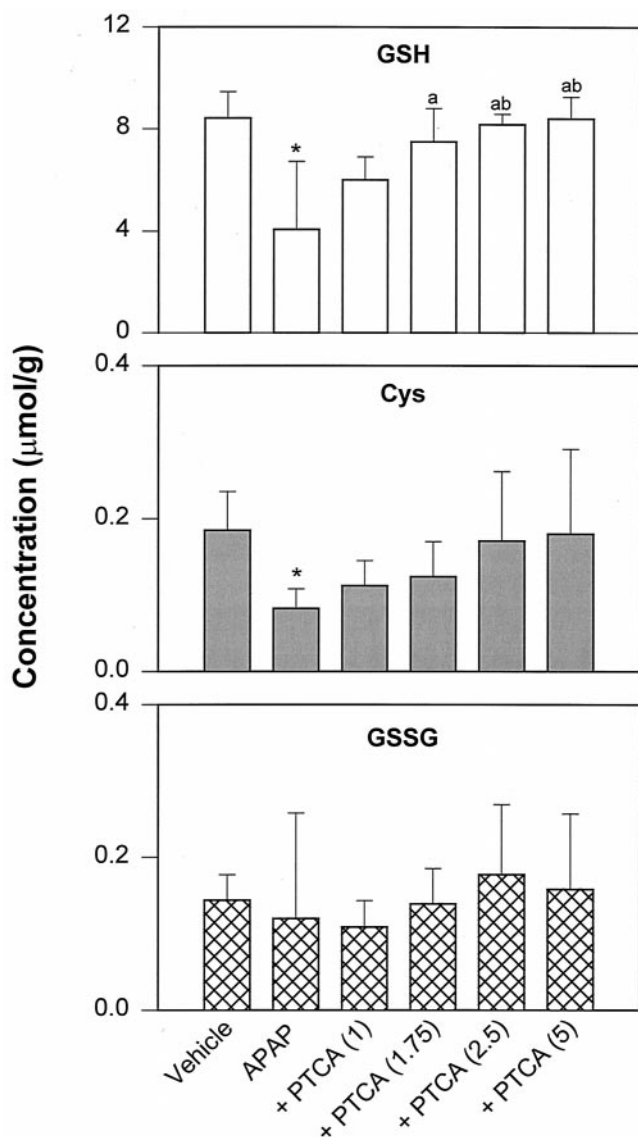 12
GSH
8
4
0
*
a
ab
ab
0.4
Cys
0.2
0.0
*
0.4
GSSG
0.2
0.0
Concentration (μmol/g)
Vehicle
APAP
+ PTCA (1)
+ PTCA (1.75)
+ PTCA (2.5)
+ PTCA (5)